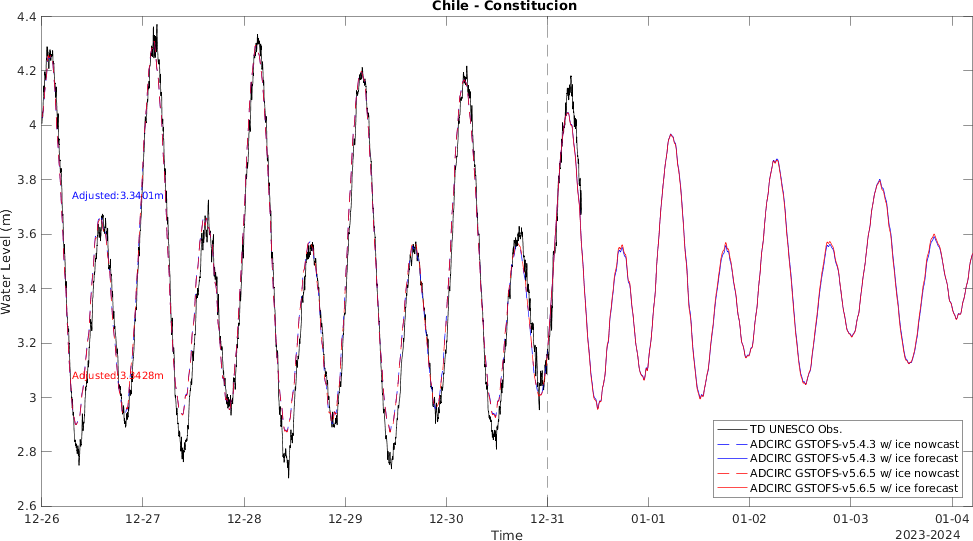 Chile - Constitucion
4.4
4.2
4
3.8
3.6
3.4
3.2
3
2.8
2.6
Water Level (m)
Adjusted:3.3401m
Adjusted:3.3428m
TD UNESCO Obs.
ADCIRC GSTOFS-v5.4.3 w/ ice nowcast
ADCIRC GSTOFS-v5.4.3 w/ ice forecast
ADCIRC GSTOFS-v5.6.5 w/ ice nowcast
ADCIRC GSTOFS-v5.6.5 w/ ice forecast
12-26 12-27 12-28 12-29 12-30 12-31 01-01 01-02 01-03 01-04
Time
2023-2024